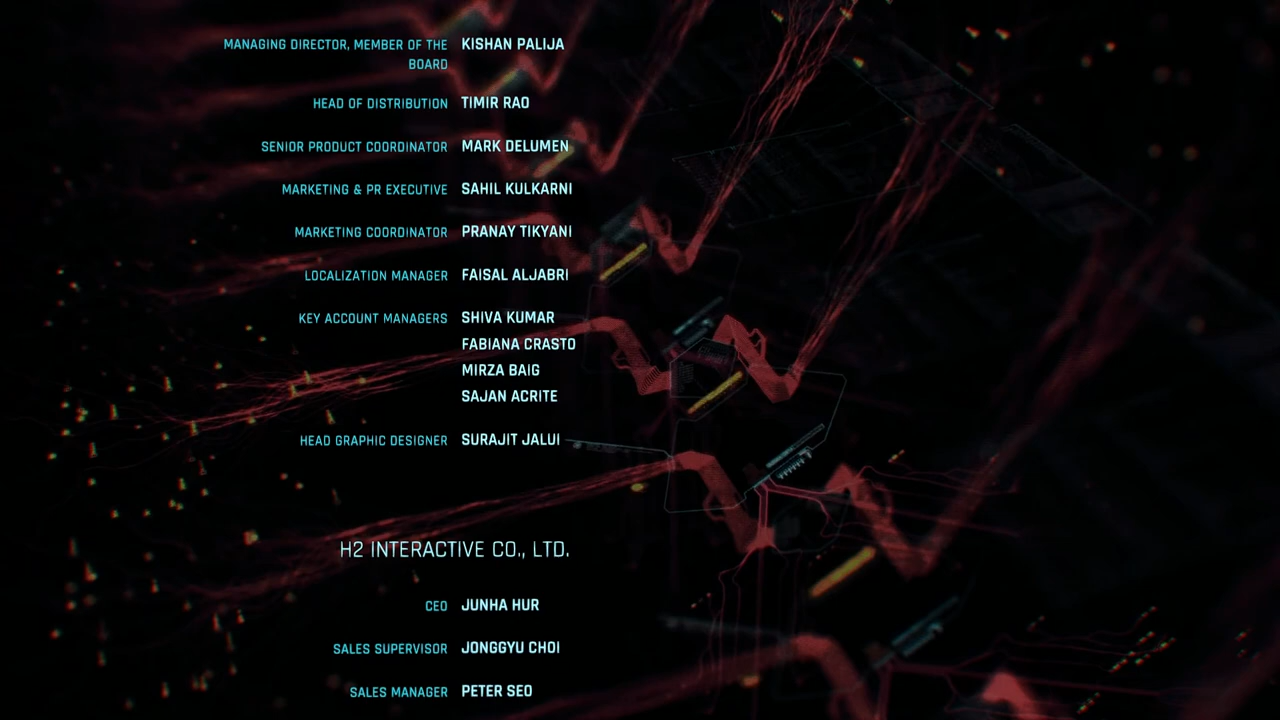 MANAGING DIRECTOR, MEMBER OF THE BOARD KISHAN PALIJA
HEAD OF DISTRIBUTION TIMIR RAO
SENIOR PRODUCT COORDINATOR MARK DELUMEN
MARKETING & PR EXECUTIVE SAHIL KULKARNI
MARKETING COORDINATOR PRANAY TIKYANI
LOCALIZATION MANAGER FAISAL ALJABRI
KEY ACCOUNT MANAGERS SHIVA KUMAR
FABIANA CRASTO
MIRZA BAIG
SAJAN ACRITE
HEAD GRAPHIC DESIGNER SURAJIT JALUI
H2 INTERACTIVE CO., LTD.
CEO JUNHA HUR
SALES SUPERVISOR JONGGYU CHOI
SALES MANAGER PETER SEO